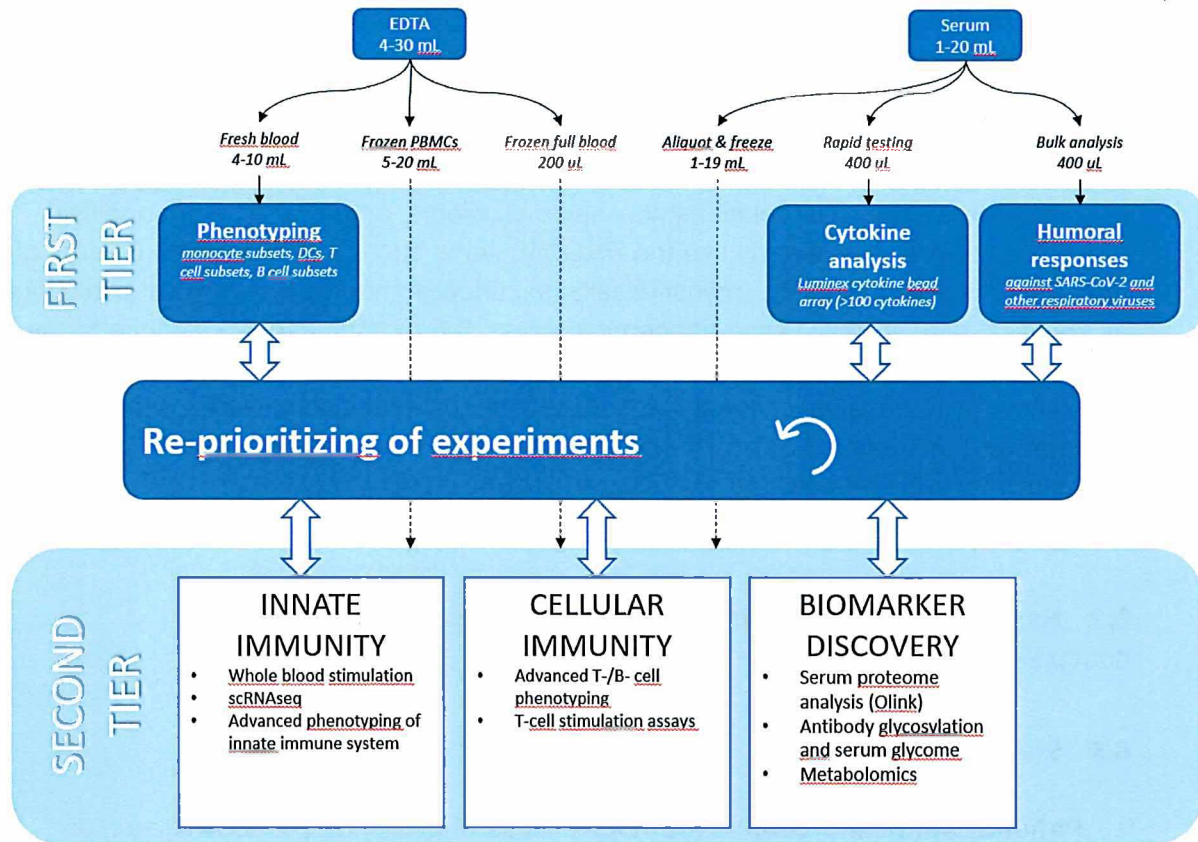 EDTA
4-30 mL
Serum
1-20 mL
Fresh blood
4-10 mL
Frozen PBMCs
5-20 mL
Frozen full blood
200 uL
Aliquot & freeze
1-19 mL
Rapid testing
400 uL
Bulk analysis
400 uL
FIRST
TIER
Phenotyping
monocyte subsets, DCs, T
cell subsets, B cell subsets
Cytokine
analysis
Luminex cytokine bead
array (>100 cytokines)
Humoral
responses
against SARS-CoV-2 and
other respiratory viruses
Re-prioritizing of experiments
SECOND
TIER
INNATE
IMMUNITY
• Whole blood stimulation
• scRNAseq
• Advanced phenotyping of
innate immune system
CELLULAR
IMMUNITY
• Advanced T-/B- cell
phenotyping
• T-cell stimulation assays
BIOMARKER
DISCOVERY
• Serum proteome
analysis (Olink)
• Antibody glycosylation
and serum glycome
• Metabolomics